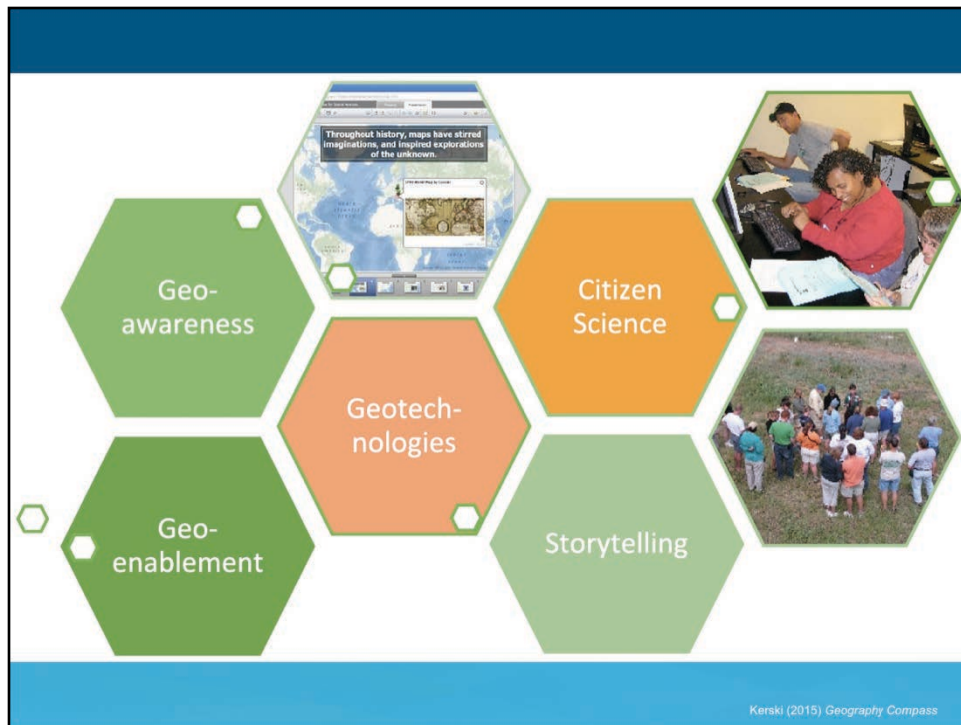 Throughout history, maps have stirred
imaginations, and inspired explorations
of the unknown.
Geo-
awareness
Citizen
Science
Geotech-
nologies
Geo-
enablement
Storytelling
Kerski (2015) Geography Compass